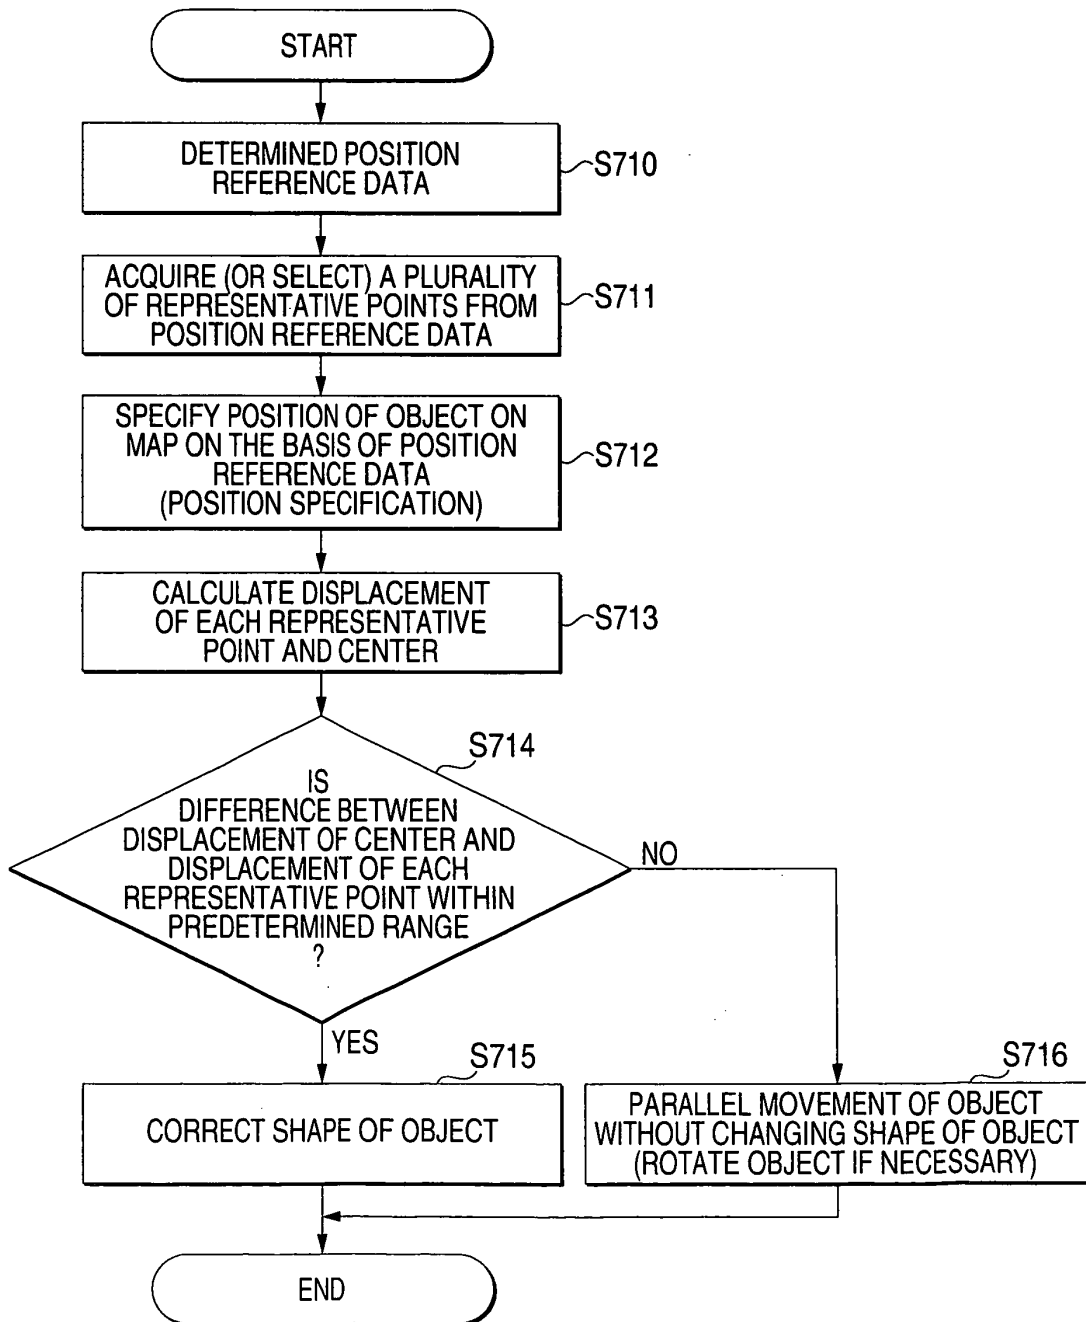 START
DETERMINED POSITION
REFERENCE DATA
S710
ACQUIRE (OR SELECT) A PLURALITY
OF REPRESENTATIVE POINTS FROM
POSITION REFERENCE DATA
S711
SPECIFY POSITION OF OBJECT ON
MAP ON THE BASIS OF POSITION
REFERENCE DATA
(POSITION SPECIFICATION)
S712
CALCULATE DISPLACEMENT
OF EACH REPRESENTATIVE
POINT AND CENTER
S713
S714
IS
DIFFERENCE BETWEEN
DISPLACEMENT OF CENTER AND
DISPLACEMENT OF EACH
REPRESENTATIVE POINT WITHIN
PREDETERMINED RANGE
?
NO
YES
S715
CORRECT SHAPE OF OBJECT
S716
PARALLEL MOVEMENT OF OBJECT
WITHOUT CHANGING SHAPE OF OBJECT
(ROTATE OBJECT IF NECESSARY)
END